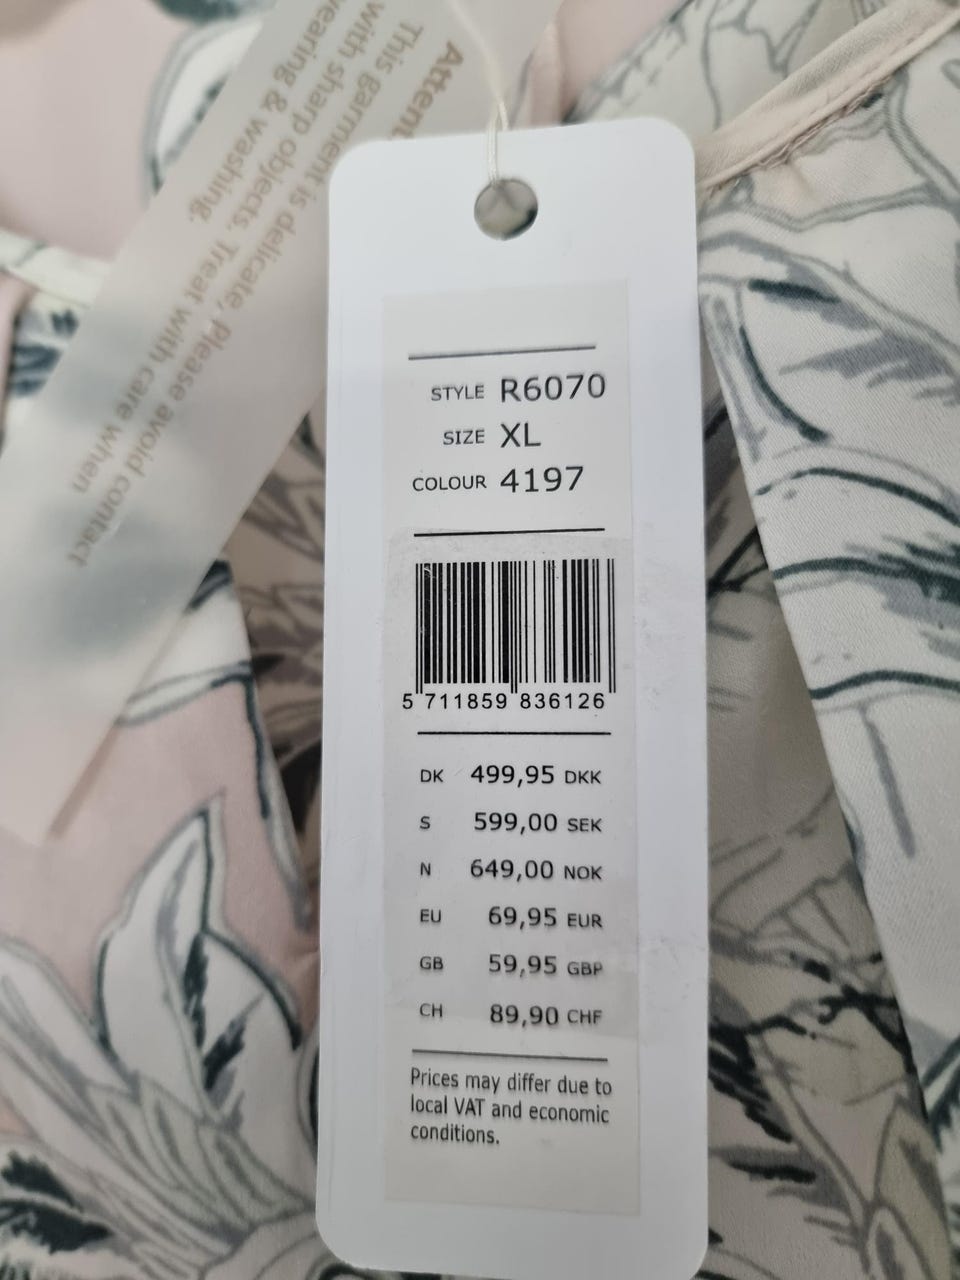 Attent
This garment is delicate, please avoid contact
with sharp objects. Treat with care when
wearing & washing.
STYLE R6070
SIZE XL
COLOUR 4197
5 711859 836126
DK 499,95 DKK
S 599,00 SEK
N 649,00 NOK
EU 69,95 EUR
GB 59,95 GBP
CH 89,90 CHF
Prices may differ due to
local VAT and economic
conditions.